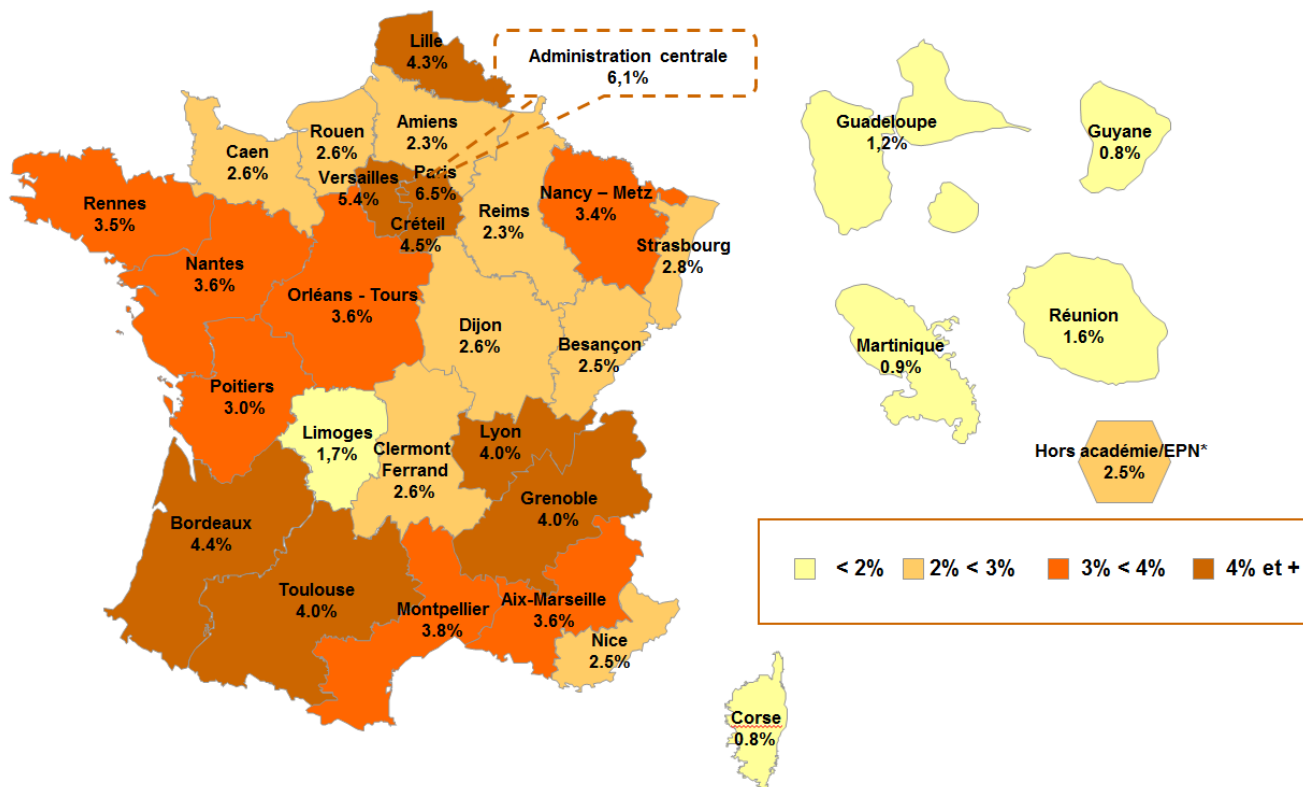 Lille
4.3%
Administration centrale
6,1%
Amiens
2.3%
Rouen
2.6%
Caen
2.6%
Versailles
5.4%
Paris
6.5%
Créteil
4.5%
Reims
2.3%
Nancy – Metz
3.4%
Strasbourg
2.8%
Rennes
3.5%
Nantes
3.6%
Orléans - Tours
3.6%
Dijon
2.6%
Besançon
2.5%
Poitiers
3.0%
Limoges
1,7%
Clermont
Ferrand
2.6%
Lyon
4.0%
Grenoble
4.0%
Bordeaux
4.4%
Toulouse
4.0%
Montpellier
3.8%
Aix-Marseille
3.6%
Nice
2.5%
Corse
0.8%
Guadeloupe
1,2%
Guyane
0.8%
Martinique
0.9%
Réunion
1.6%
Hors académie/EPN*
2.5%
< 2% 2% < 3% 3% < 4% 4% et +